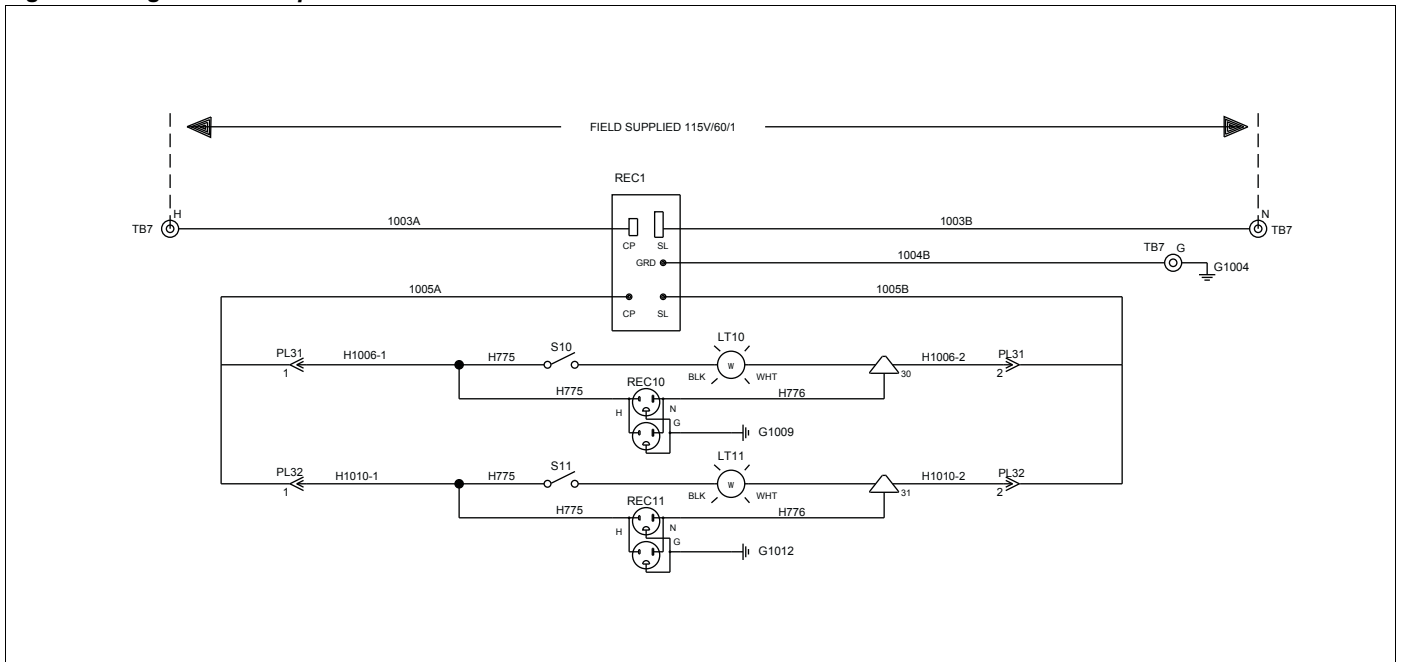 FIELD SUPPLIED 115V/60/1
REC1
H
N
TB7
1003A
1003B
TB7
CP
SL
TB7
G
GRD
1004B
G1004
1005A
1005B
CP
SL
LT10
PL31
H1006-1
H775
S10
W
H1006-2
PL31
1
BLK
WHT
30
2
REC10
H775
H776
H
N
G
G1009
LT11
PL32
H1010-1
H775
S11
W
H1010-2
PL32
1
BLK
WHT
31
2
REC11
H775
H776
H
N
G
G1012